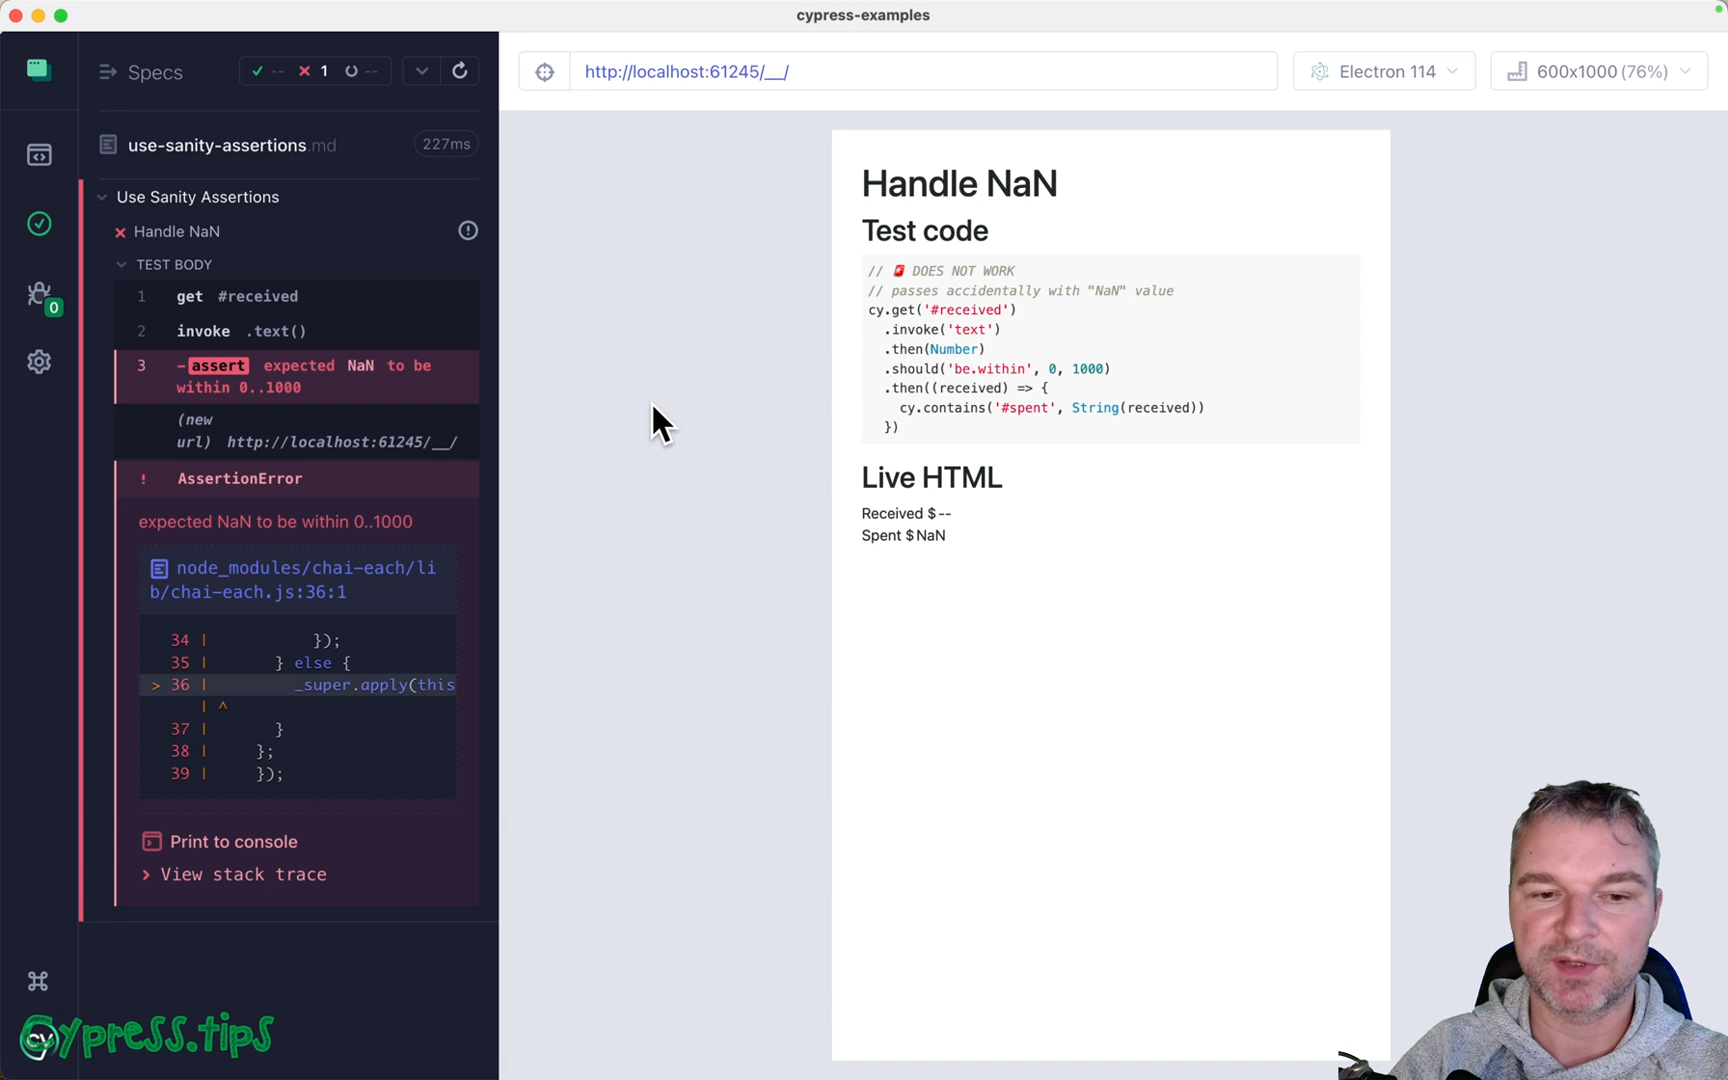 cypress-examples
Specs
-- 1 --
http://localhost:61245/__/
Electron 114
600x1000 (76%)
use-sanity-assertions.md
227ms
Use Sanity Assertions
Handle NaN
TEST BODY
1 get #received
2 invoke .text()
3 -assert expected NaN to be
within 0..1000
(new
url) http://localhost:61245/__/
! AssertionError
expected NaN to be within 0..1000
node_modules/chai-each/li
b/chai-each.js:36:1
34 | });
35 | } else {
> 36 | _super.apply(this
| ^
37 | }
38 | };
39 | });
Print to console
> View stack trace
0
cy
Cypress.tips
Handle NaN
Test code
// 🚨 DOES NOT WORK
// passes accidentally with "NaN" value
cy.get('#received')
.invoke('text')
.then(Number)
.should('be.within', 0, 1000)
.then((received) => {
cy.contains('#spent', String(received))
})
Live HTML
Received $--
Spent $NaN